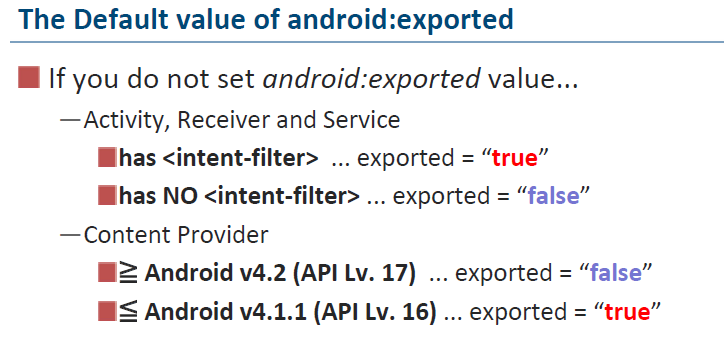 The Default value of android:exported
If you do not set android:exported value...
—Activity, Receiver and Service
has <intent-filter> ... exported = “true”
has NO <intent-filter> ... exported = “false”
—Content Provider
≧ Android v4.2 (API Lv. 17) ... exported = “false”
≦ Android v4.1.1 (API Lv. 16) ... exported = “true”